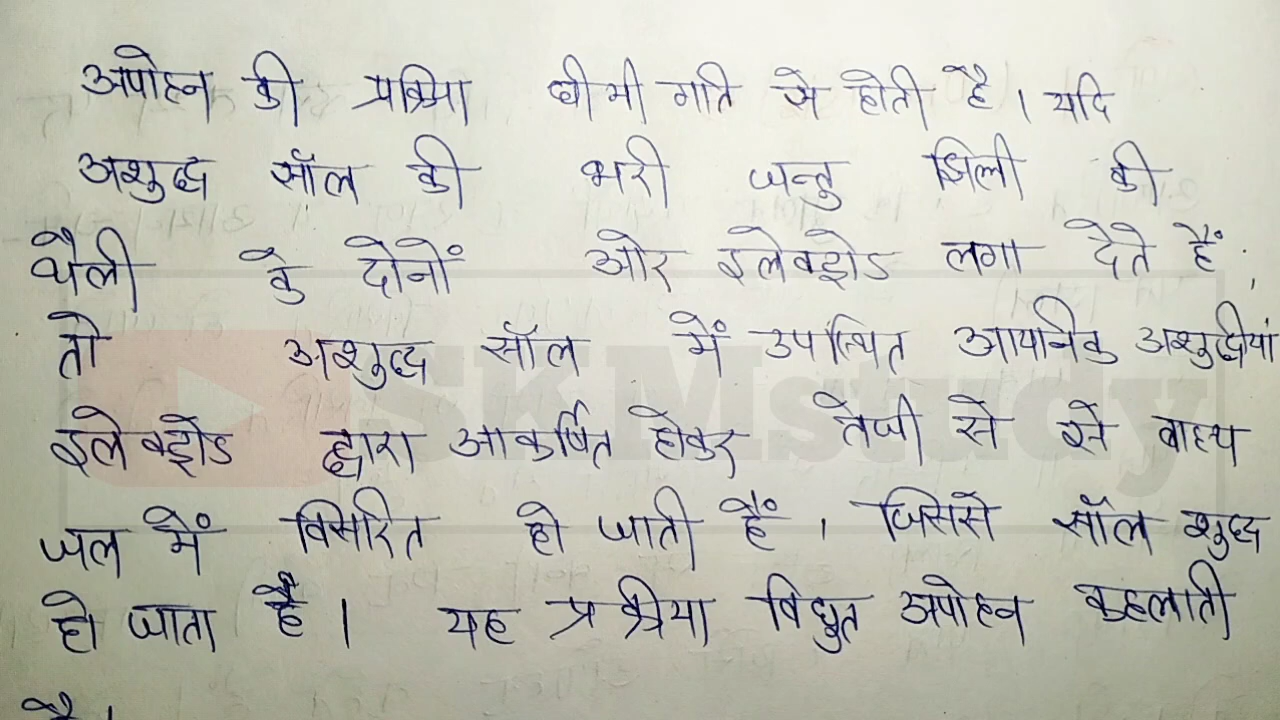 अपोहन की प्रक्रिया धीमी गति से होती है । यदि
अशुद्ध सॉल की भरी जन्तु झिली की
थैली के दोनों ओर इलेक्ट्रोड लगा देते हैं ,
तो अशुद्ध सॉल में उपस्थित आयनिक अशुद्धीयां
इलेक्ट्रोड द्वारा आकर्षित होकर तेजी से से बाह्य
जल में विसरित हो जाती हैं । जिससे सॉल शुद्ध
हो जाता है । यह प्रक्रीया विधुत अपोहन कहलाती
है ।
SKMstudy